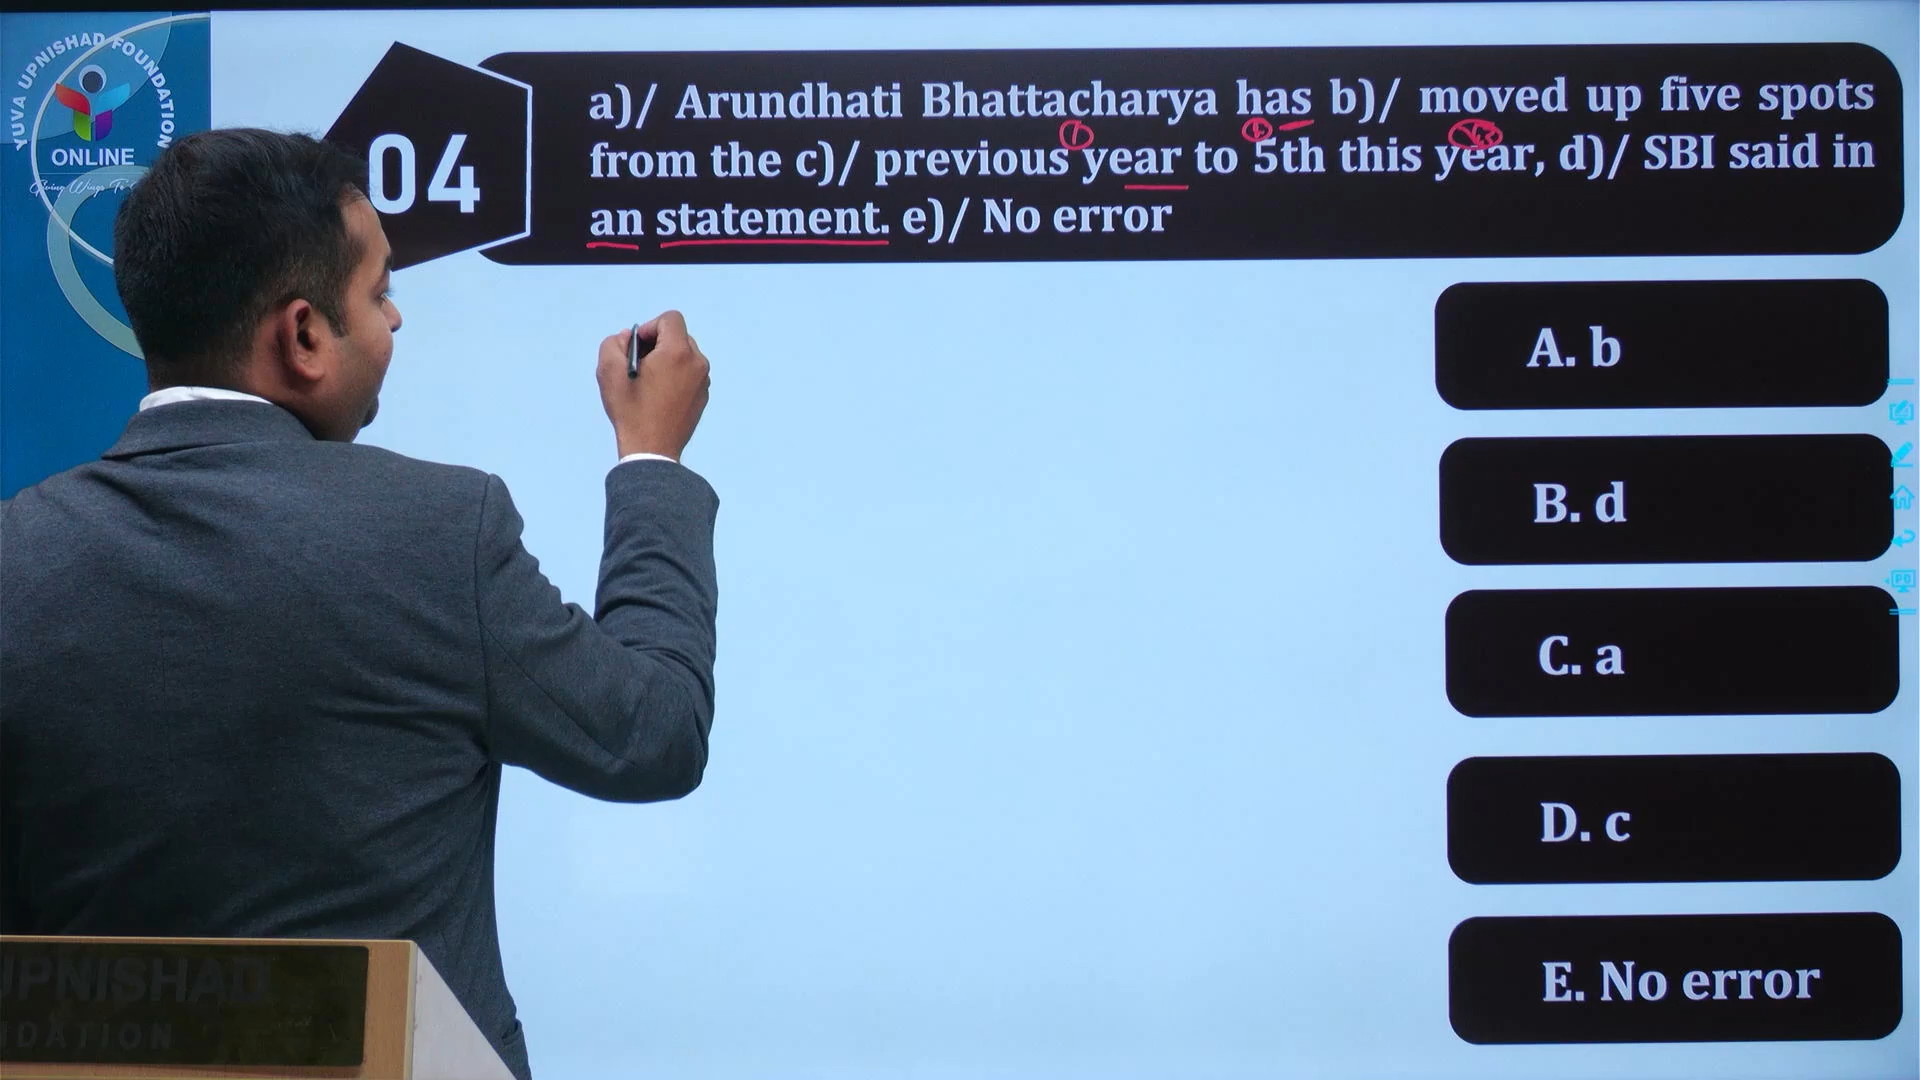 YUVA UPNISHAD FOUNDATION
ONLINE
04
a)/ Arundhati Bhattacharya has b)/ moved up five spots
from the c)/ previous year to 5th this year, d)/ SBI said in
an statement. e)/ No error
A. b
B. d
C. a
D. c
E. No error
UPNISHAD
NDATION